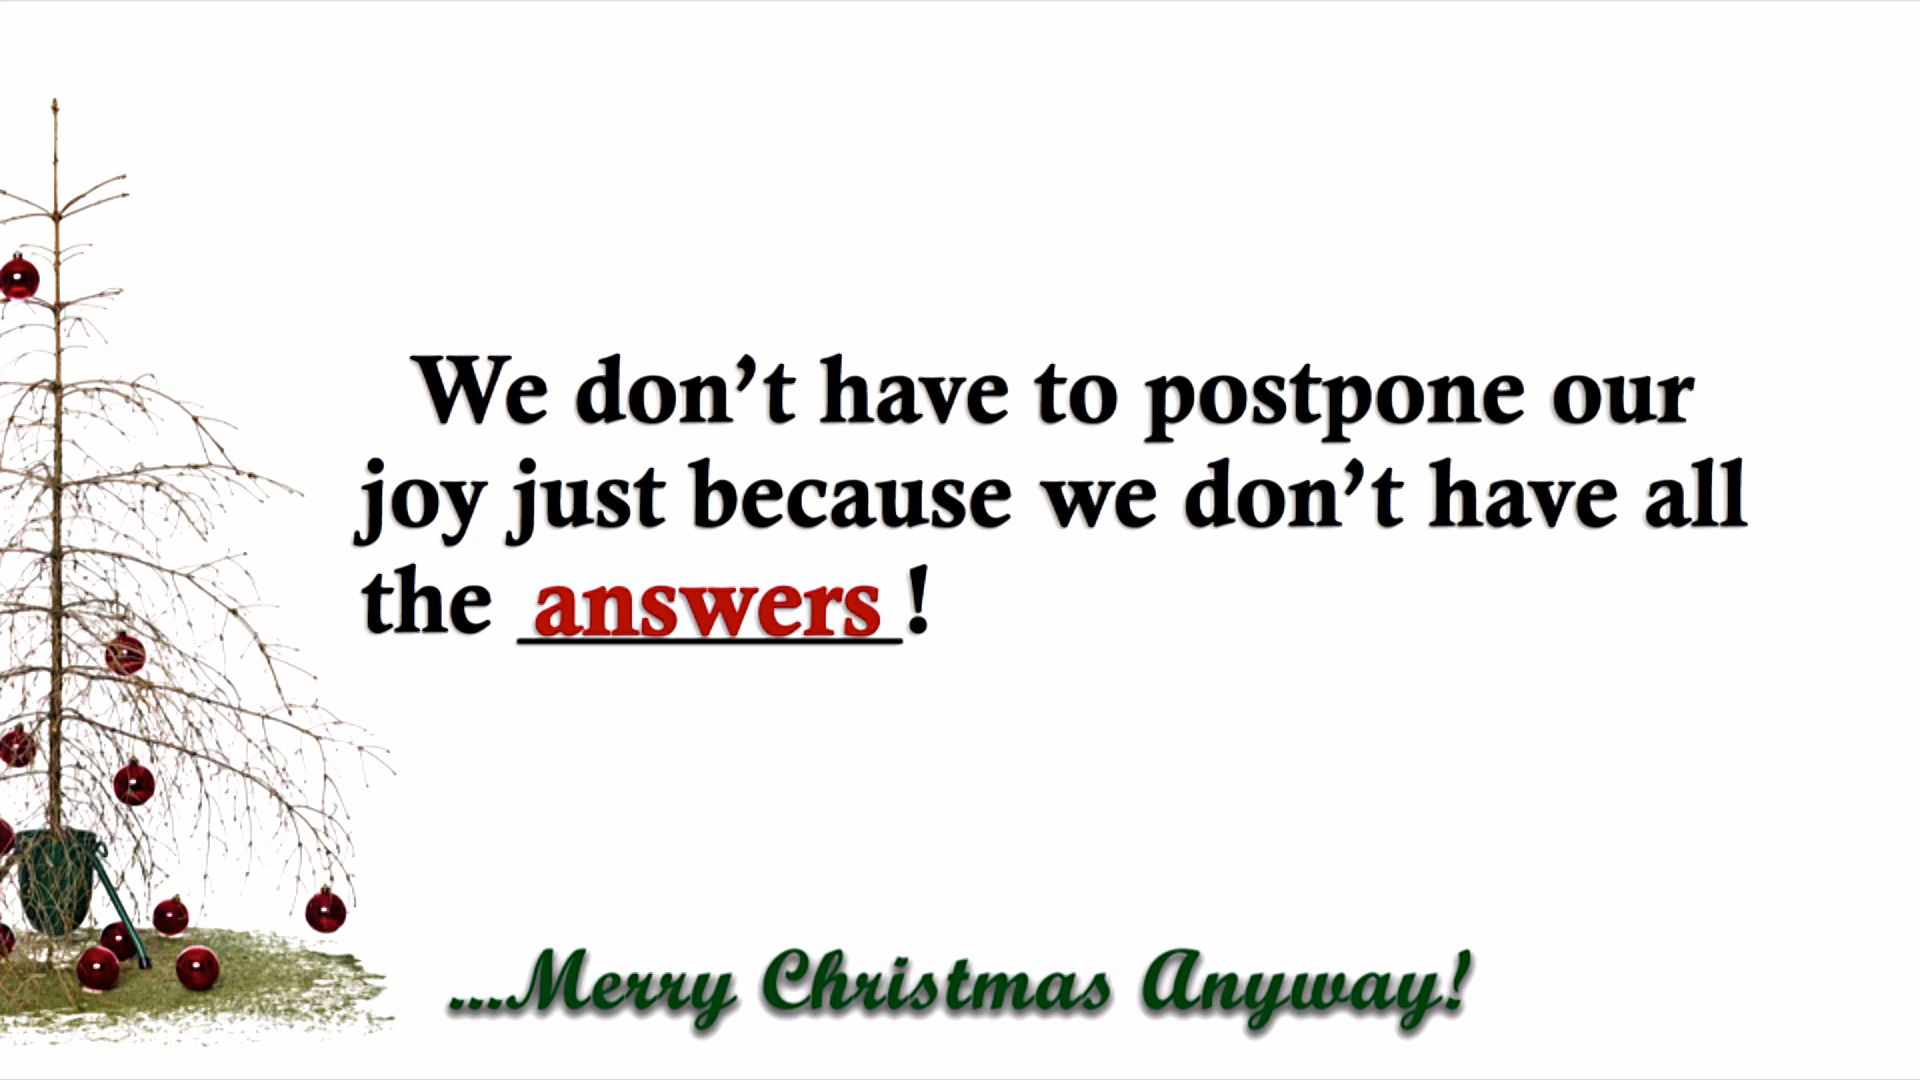 We don’t have to postpone our
joy just because we don’t have all
the answers!
...Merry Christmas Anyway!